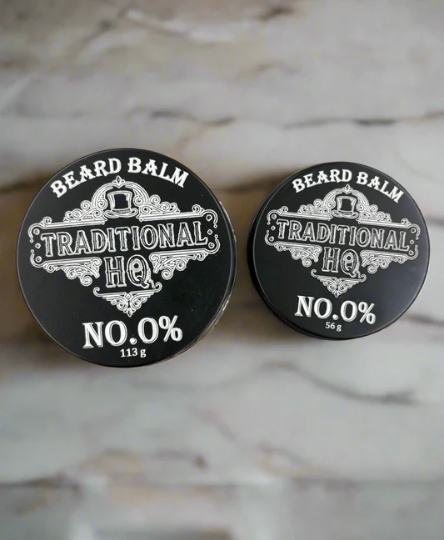 BEARD BALM
TRADITIONAL
HQ
NO.0%
113 g
BEARD BALM
TRADITIONAL
HQ
NO.0%
56 g